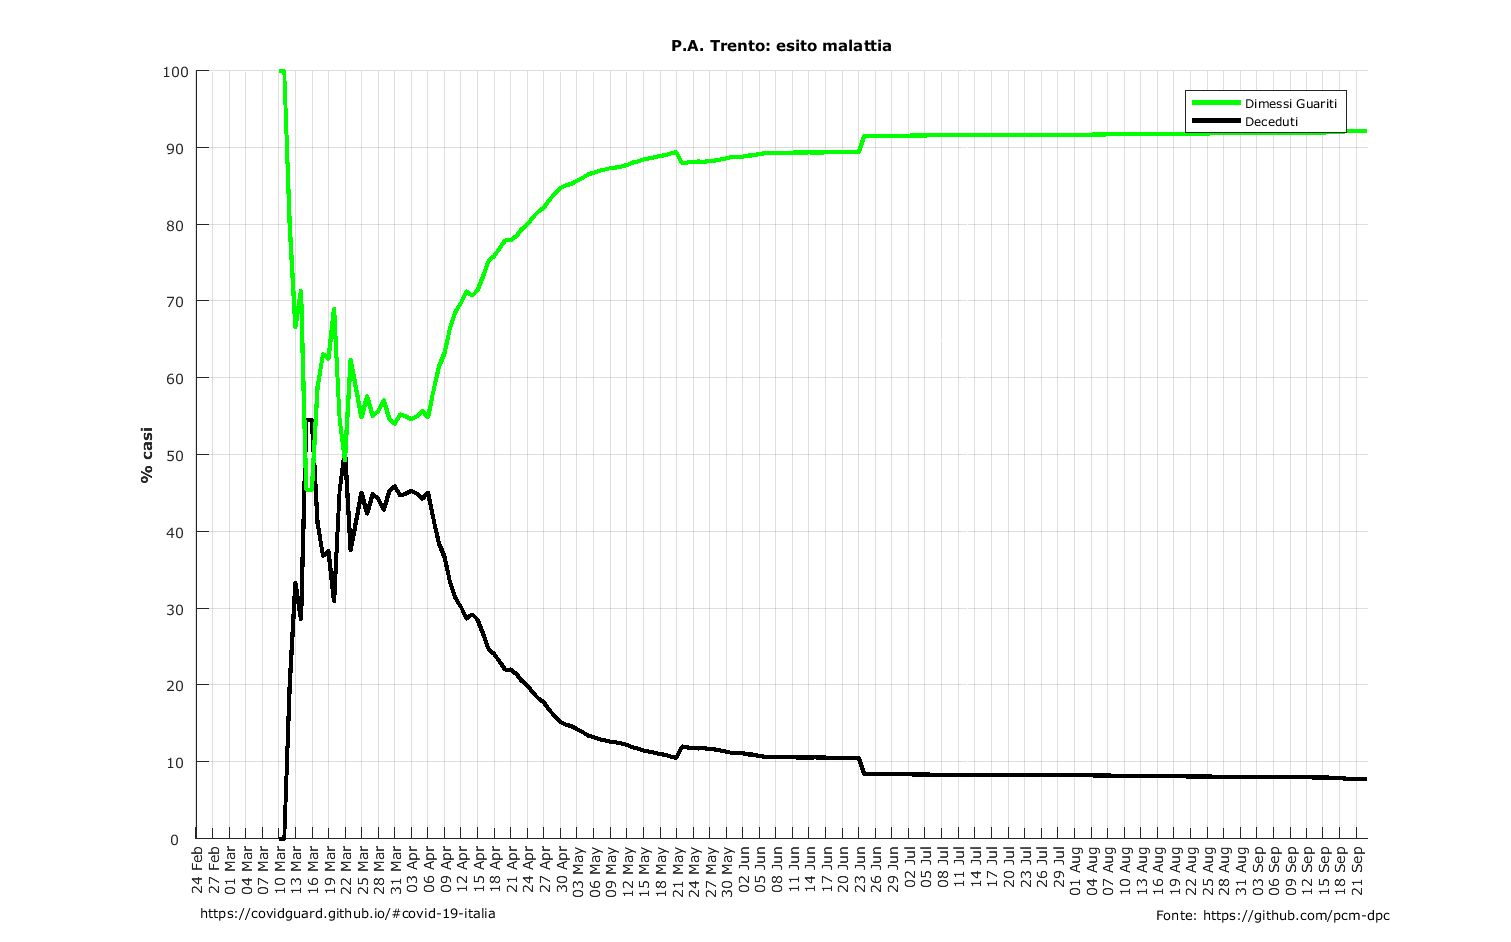 P.A. Trento: esito malattia
Dimessi Guariti
Deceduti
% casi
100
90
80
70
60
50
40
30
20
10
0
24 Feb
27 Feb
01 Mar
04 Mar
07 Mar
10 Mar
13 Mar
16 Mar
19 Mar
22 Mar
25 Mar
28 Mar
31 Mar
03 Apr
06 Apr
09 Apr
12 Apr
15 Apr
18 Apr
21 Apr
24 Apr
27 Apr
30 Apr
03 May
06 May
09 May
12 May
15 May
18 May
21 May
24 May
27 May
30 May
02 Jun
05 Jun
08 Jun
11 Jun
14 Jun
17 Jun
20 Jun
23 Jun
26 Jun
29 Jun
02 Jul
05 Jul
08 Jul
11 Jul
14 Jul
17 Jul
20 Jul
23 Jul
26 Jul
29 Jul
01 Aug
04 Aug
07 Aug
10 Aug
13 Aug
16 Aug
19 Aug
22 Aug
25 Aug
28 Aug
31 Aug
03 Sep
06 Sep
09 Sep
12 Sep
15 Sep
18 Sep
21 Sep
https://covidguard.github.io/#covid-19-italia
Fonte: https://github.com/pcm-dpc